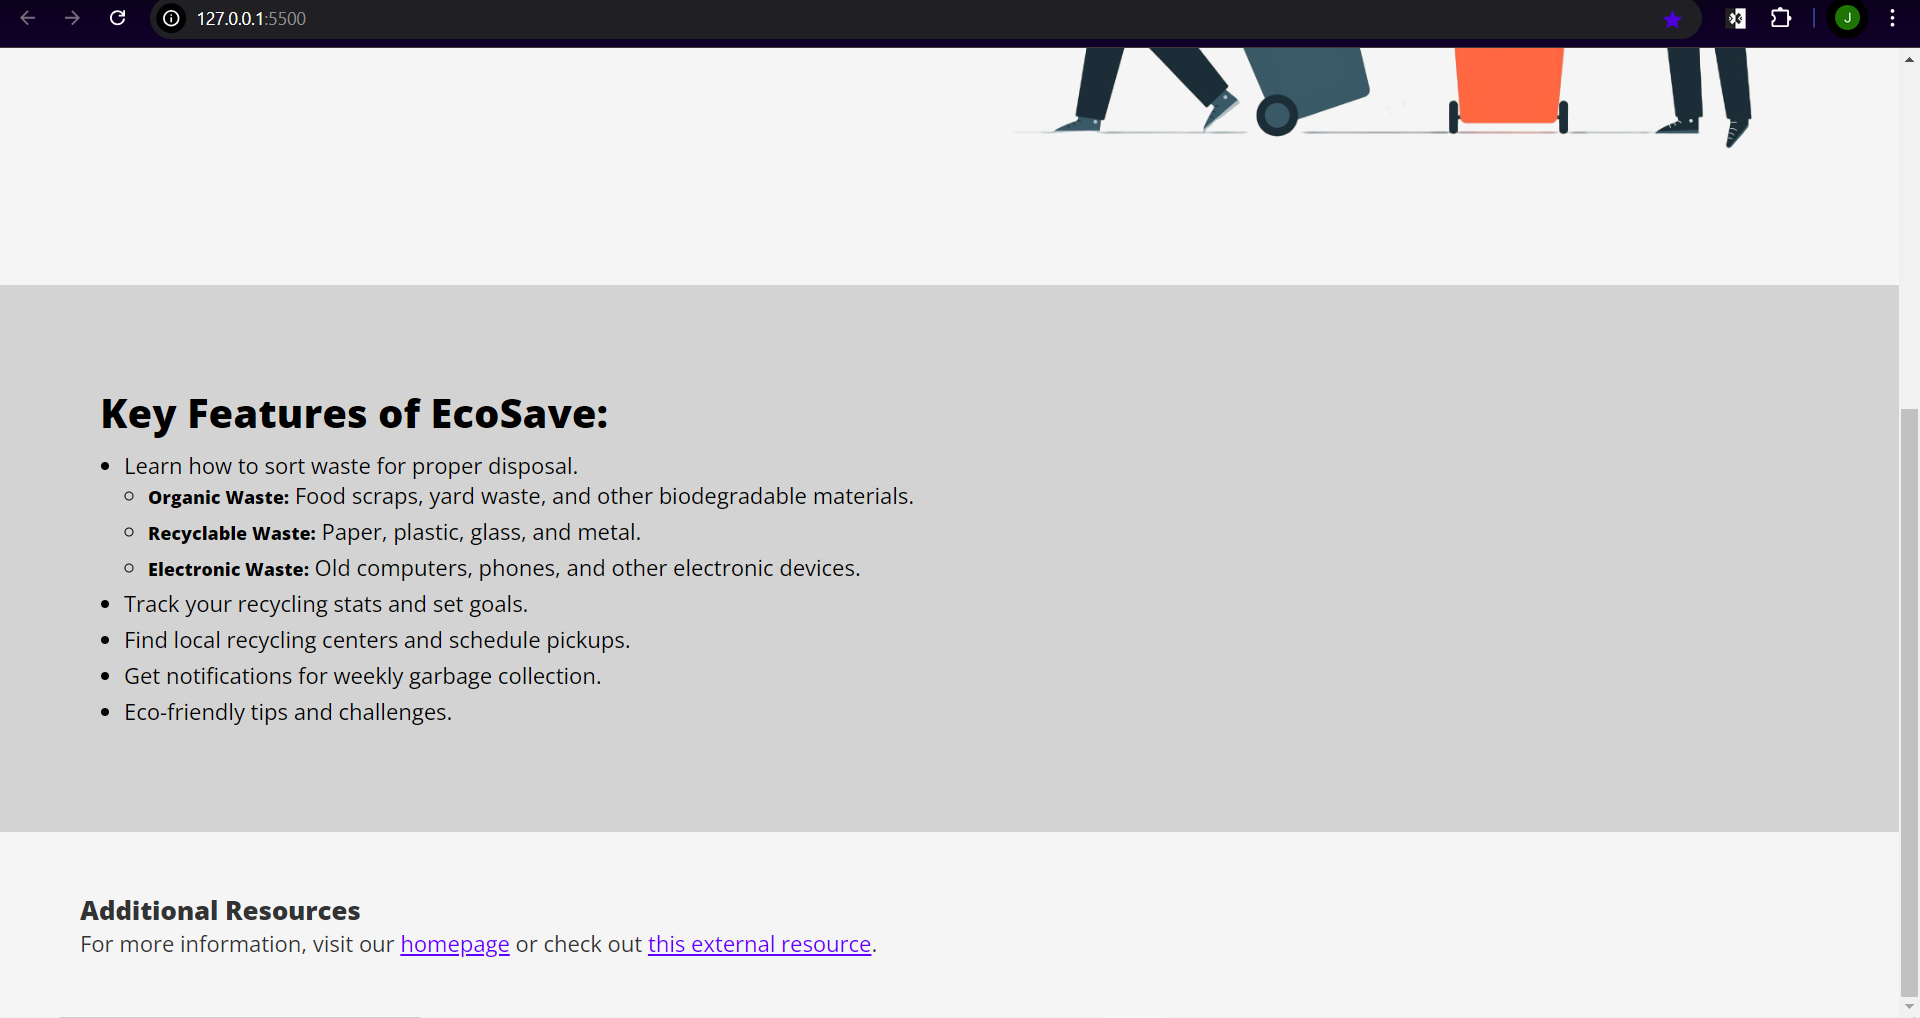 127.0.0.1:5500
J
Key Features of EcoSave:
Learn how to sort waste for proper disposal.
Organic Waste: Food scraps, yard waste, and other biodegradable materials.
Recyclable Waste: Paper, plastic, glass, and metal.
Electronic Waste: Old computers, phones, and other electronic devices.
Track your recycling stats and set goals.
Find local recycling centers and schedule pickups.
Get notifications for weekly garbage collection.
Eco-friendly tips and challenges.
Additional Resources
For more information, visit our homepage or check out this external resource.